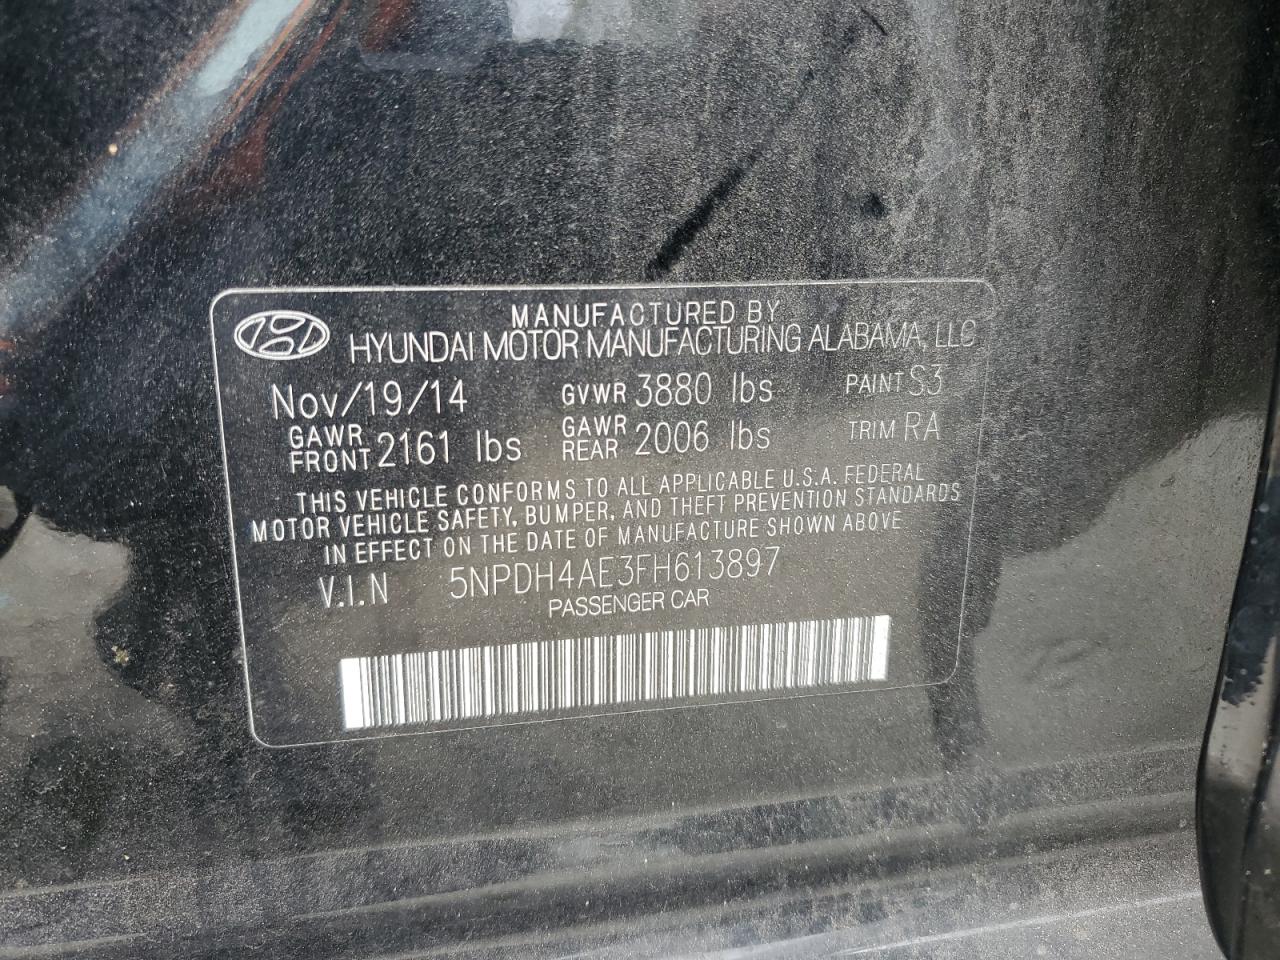 MANUFACTURED BY
HYUNDAI MOTOR MANUFACTURING ALABAMA, LLC
Nov/19/14 GVWR 3880 lbs PAINT S3
GAWR FRONT 2161 lbs GAWR REAR 2006 lbs TRIM RA
THIS VEHICLE CONFORMS TO ALL APPLICABLE U.S.A. FEDERAL
MOTOR VEHICLE SAFETY, BUMPER, AND THEFT PREVENTION STANDARDS
IN EFFECT ON THE DATE OF MANUFACTURE SHOWN ABOVE
V.I.N 5NPDH4AE3FH613897
PASSENGER CAR